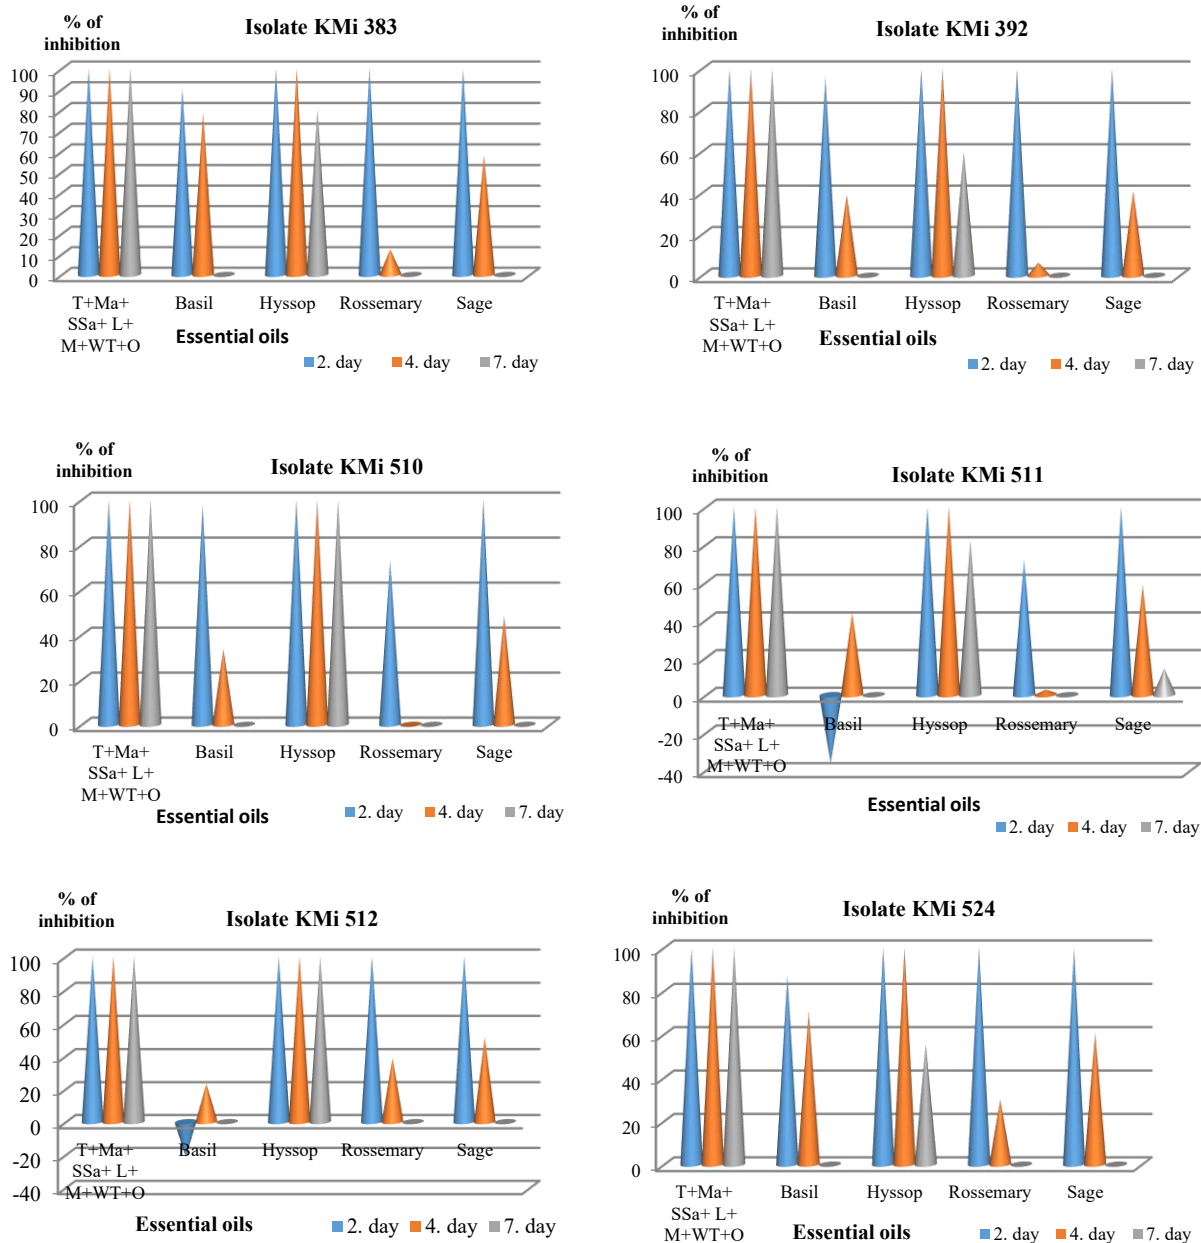 % of
inhibition
Isolate KMi 383
100
90
80
70
60
50
40
30
20
10
0
T+Ma+
SSa+ L+
M+WT+O
Basil
Hyssop
Rossemary
Sage
Essential oils
2. day
4. day
7. day
% of
inhibition
Isolate KMi 392
100
80
60
40
20
0
T+Ma+
SSa+ L+
M+WT+O
Basil
Hyssop
Rossemary
Sage
Essential oils
2. day
4. day
7. day
% of
inhibition
Isolate KMi 510
100
80
60
40
20
0
T+Ma+
SSa+ L+
M+WT+O
Basil
Hyssop
Rossemary
Sage
Essential oils
2. day
4. day
7. day
% of
inhibition
Isolate KMi 511
100
80
60
40
20
0
-20
-40
T+Ma+
SSa+ L+
M+WT+O
Basil
Hyssop
Rossemary
Sage
Essential oils
2. day
4. day
7. day
% of
inhibition
Isolate KMi 512
100
80
60
40
20
0
-20
-40
T+Ma+
SSa+ L+
M+WT+O
Basil
Hyssop
Rossemary
Sage
Essential oils
2. day
4. day
7. day
% of
inhibition
Isolate KMi 524
100
80
60
40
20
0
T+Ma+
SSa+ L+
M+WT+O
Basil
Hyssop
Rossemary
Sage
Essential oils
2. day
4. day
7. day